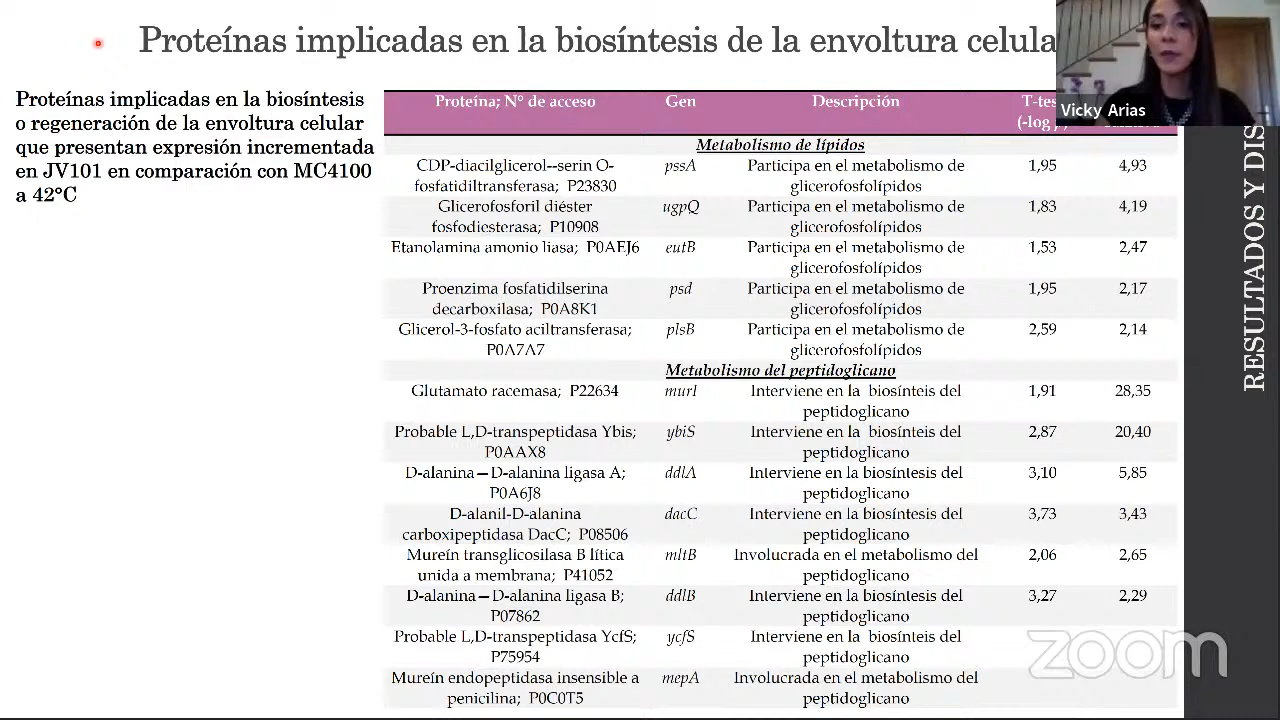 Proteínas implicadas en la biosíntesis de la envoltura celula
Vicky Arias
Proteínas implicadas en la biosíntesis
o regeneración de la envoltura celular
que presentan expresión incrementada
en JV101 en comparación con MC4100
a 42°C
Proteína; N° de acceso Gen Descripción T-tes
(-log p)
Metabolismo de lípidos
CDP-diacilglicerol--serin O- pssA Participa en el metabolismo de 1,95 4,93
fosfatidiltransferasa; P23830 glicerofosfolípidos
Glicerofosforil diéster ugpQ Participa en el metabolismo de 1,83 4,19
fosfodiesterasa; P10908 glicerofosfolípidos
Etanolamina amonio liasa; P0AEJ6 eutB Participa en el metabolismo de 1,53 2,47
glicerofosfolípidos
Proenzima fosfatidilserina psd Participa en el metabolismo de 1,95 2,17
decarboxilasa; P0A8K1 glicerofosfolípidos
Glicerol-3-fosfato aciltransferasa; plsB Participa en el metabolismo de 2,59 2,14
P0A7A7 glicerofosfolípidos
Metabolismo del peptidoglicano
Glutamato racemasa; P22634 murI Interviene en la biosínteis del 1,91 28,35
peptidoglicano
Probable L,D-transpeptidasa Ybis; ybiS Interviene en la biosínteis del 2,87 20,40
P0AAX8 peptidoglicano
D-alanina—D-alanina ligasa A; ddlA Interviene en la biosíntesis del 3,10 5,85
P0A6J8 peptidoglicano
D-alanil-D-alanina dacC Interviene en la biosíntesis del 3,73 3,43
carboxipeptidasa DacC; P08506 peptidoglicano
Mureín transglicosilasa B lítica mltB Involucrada en el metabolismo del 2,06 2,65
unida a membrana; P41052 peptidoglicano
D-alanina—D-alanina ligasa B; ddlB Interviene en la biosíntesis del 3,27 2,29
P07862 peptidoglicano
Probable L,D-transpeptidasa YcfS; ycfS Interviene en la biosínteis del
P75954 peptidoglicano
Mureín endopeptidasa insensible a mepA Involucrada en el metabolismo del
penicilina; P0C0T5 peptidoglicano
RESULTADOS Y DIS
zoom